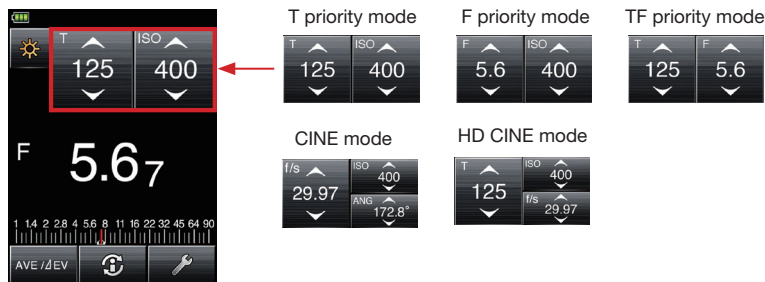 T priority mode
F priority mode
TF priority mode
T
ISO
125
400
T
ISO
125
400
F
ISO
5.6
400
T
F
125
5.6
CINE mode
HD CINE mode
F
5.67
f/s
29.97
ISO
400
ANG
172.8°
T
125
ISO
400
f/s
29.97
1 1.4 2 2.8 4 5.6 8 11 16 22 32 45 64 90
AVE/⊿EV